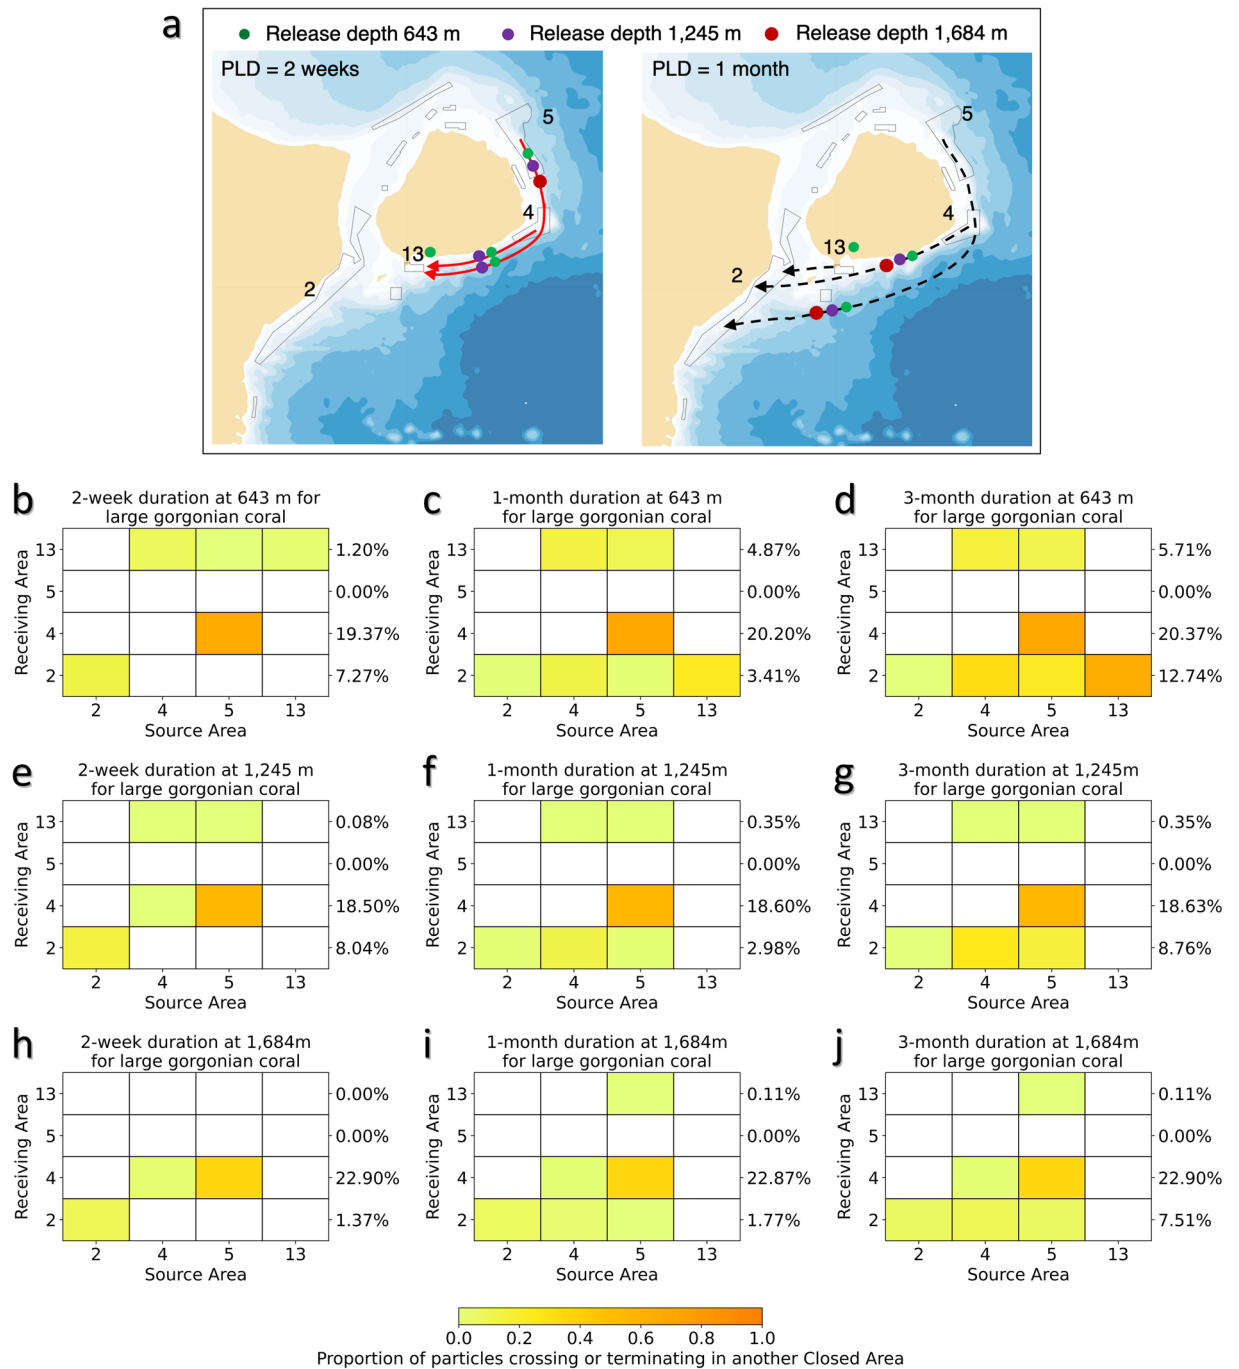 a
Release depth 643 m
Release depth 1,245 m
Release depth 1,684 m
PLD = 2 weeks
5
4
13
2
PLD = 1 month
5
4
13
2
b
2-week duration at 643 m for
large gorgonian coral
Receiving Area
13
1.20%
5
0.00%
4
19.37%
2
7.27%
2 4 5 13
Source Area
c
1-month duration at 643 m
for large gorgonian coral
Receiving Area
13
4.87%
5
0.00%
4
20.20%
2
3.41%
2 4 5 13
Source Area
d
3-month duration at 643 m
for large gorgonian coral
Receiving Area
13
5.71%
5
0.00%
4
20.37%
2
12.74%
2 4 5 13
Source Area
e
2-week duration at 1,245 m
for large gorgonian coral
Receiving Area
13
0.08%
5
0.00%
4
18.50%
2
8.04%
2 4 5 13
Source Area
f
1-month duration at 1,245m
for large gorgonian coral
Receiving Area
13
0.35%
5
0.00%
4
18.60%
2
2.98%
2 4 5 13
Source Area
g
3-month duration at 1,245m
for large gorgonian coral
Receiving Area
13
0.35%
5
0.00%
4
18.63%
2
8.76%
2 4 5 13
Source Area
h
2-week duration at 1,684m
for large gorgonian coral
Receiving Area
13
0.00%
5
0.00%
4
22.90%
2
1.37%
2 4 5 13
Source Area
i
1-month duration at 1,684m
for large gorgonian coral
Receiving Area
13
0.11%
5
0.00%
4
22.87%
2
1.77%
2 4 5 13
Source Area
j
3-month duration at 1,684m
for large gorgonian coral
Receiving Area
13
0.11%
5
0.00%
4
22.90%
2
7.51%
2 4 5 13
Source Area
0.0 0.2 0.4 0.6 0.8 1.0
Proportion of particles crossing or terminating in another Closed Area